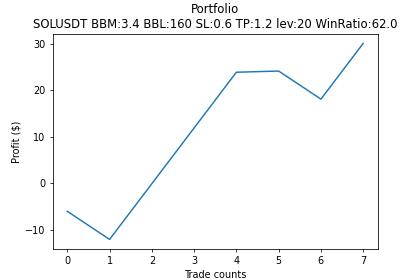 Portfolio
SOLUSDT BBM:3.4 BBL:160 SL:0.6 TP:1.2 lev:20 WinRatio:62.0
30
20
10
0
−10
Profit ($)
0 1 2 3 4 5 6 7
Trade counts